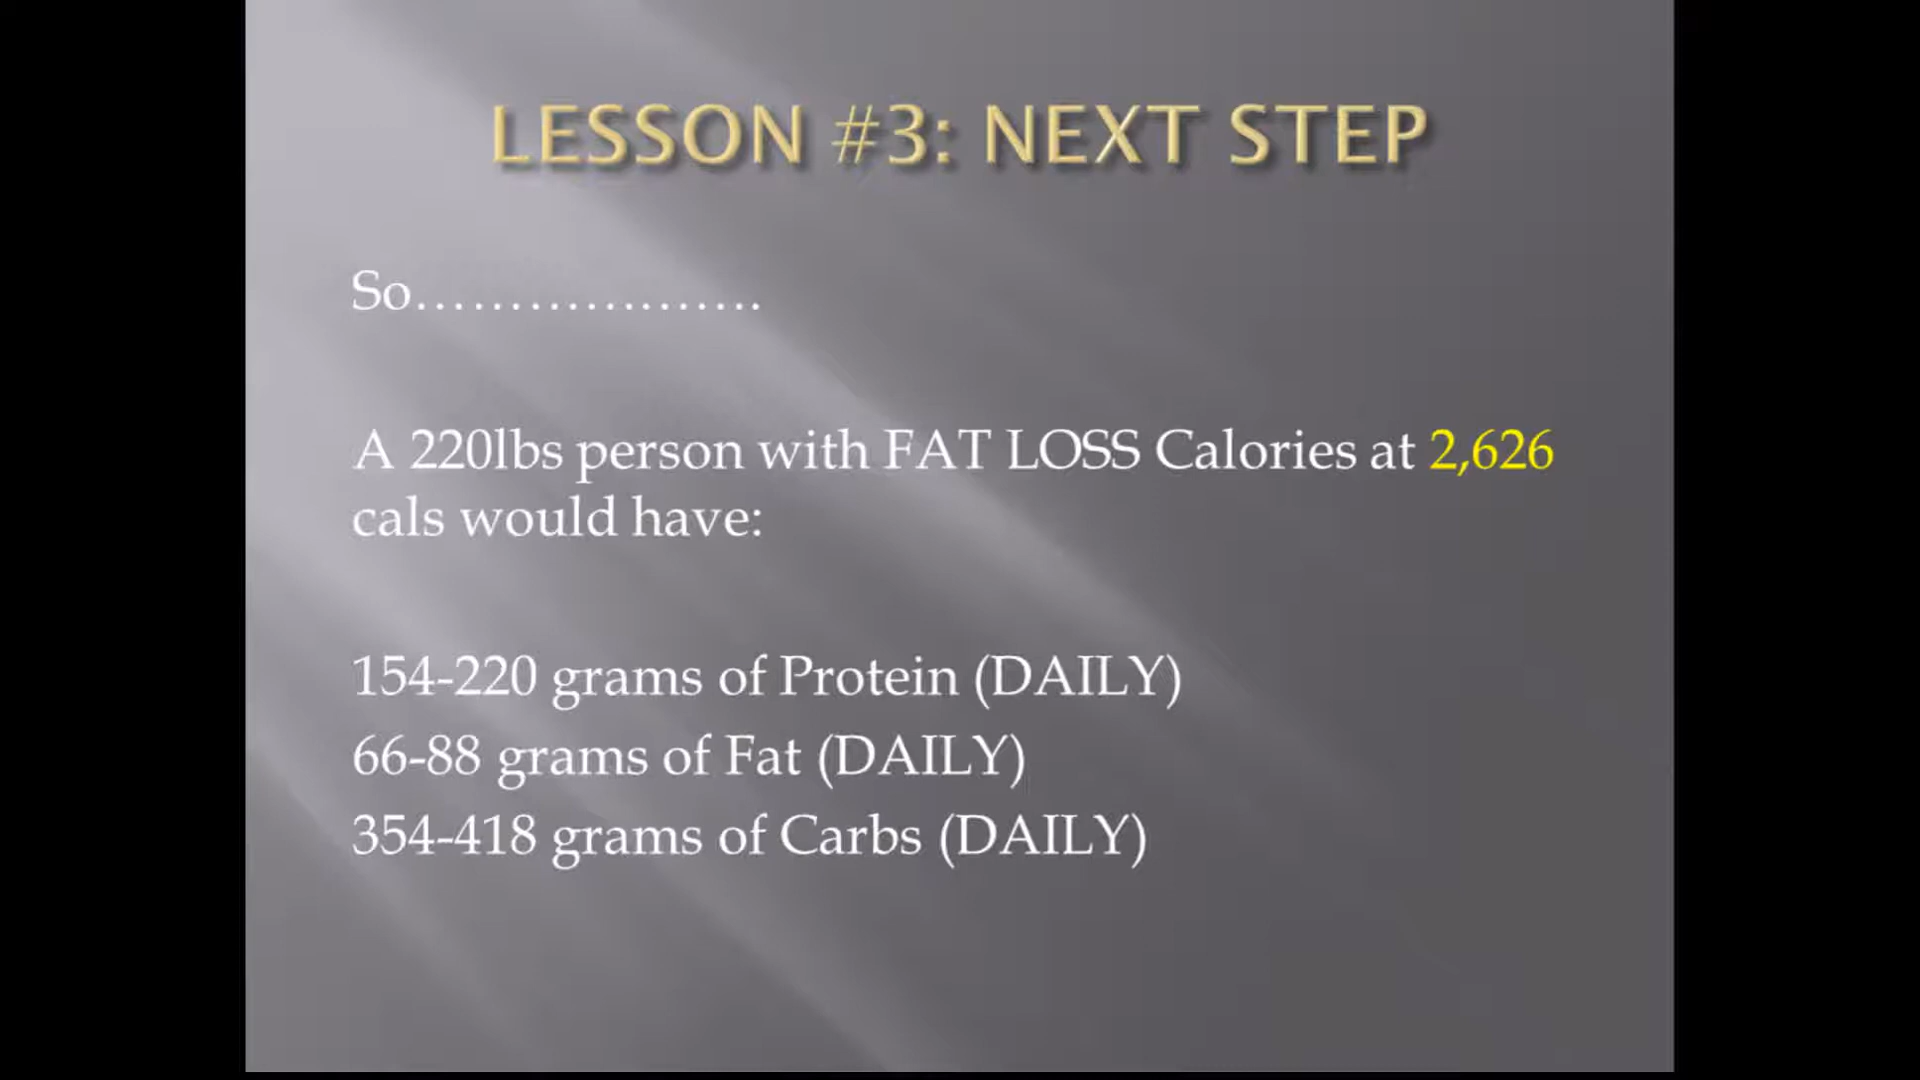 LESSON #3: NEXT STEP
So……………….
A 220lbs person with FAT LOSS Calories at 2,626
cals would have:
154-220 grams of Protein (DAILY)
66-88 grams of Fat (DAILY)
354-418 grams of Carbs (DAILY)